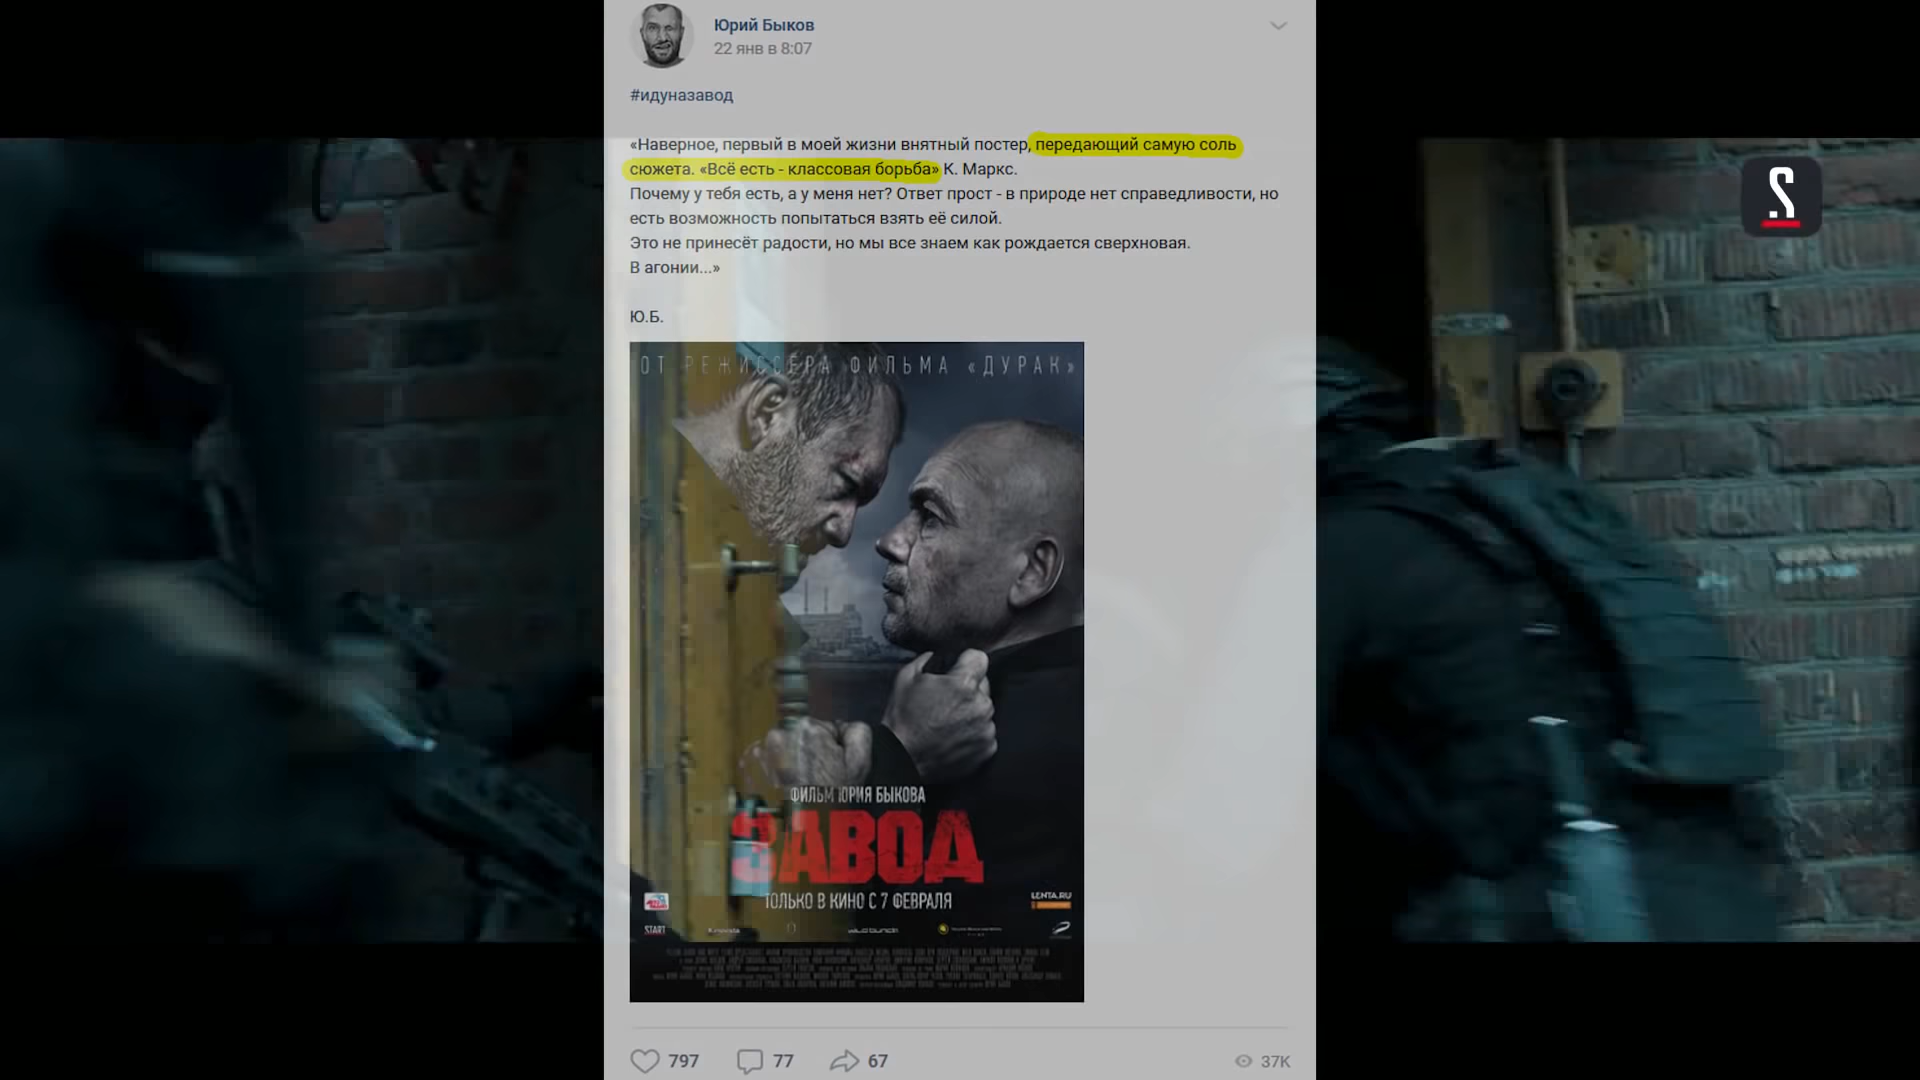 Юрий Быков
22 янв в 8:07
#идуназавод
«Наверное, первый в моей жизни внятный постер, передающий самую соль
сюжета. «Всё есть - классовая борьба» К. Маркс.
Почему у тебя есть, а у меня нет? Ответ прост - в природе нет справедливости, но
есть возможность попытаться взять её силой.
Это не принесёт радости, но мы все знаем как рождается сверхновая.
В агонии...»
Ю.Б.
ОТ РЕЖИССЕРА ФИЛЬМА «ДУРАК»
ФИЛЬМ ЮРИЯ БЫКОВА
ЗАВОД
ТОЛЬКО В КИНО С 7 ФЕВРАЛЯ
LENTA.RU
START
797 77 67 37K